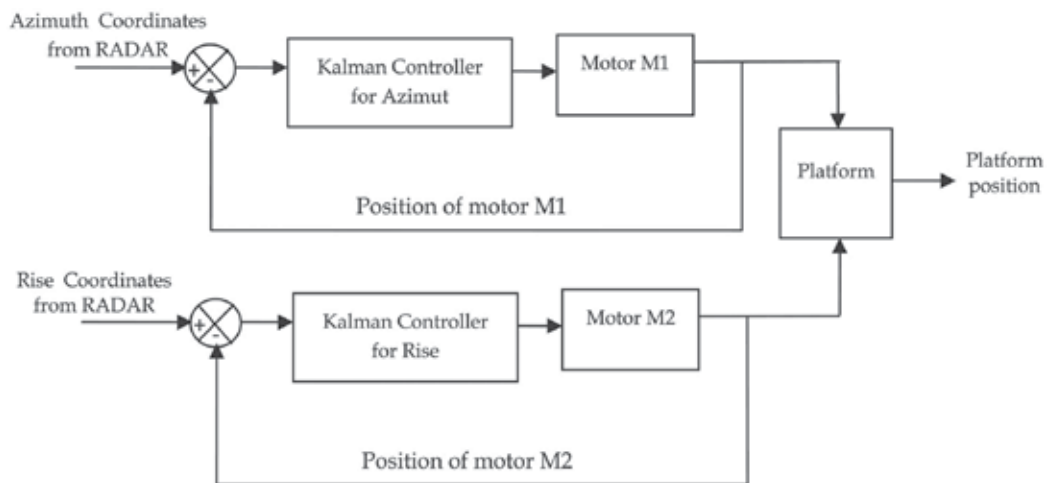 Azimuth Coordinates
from RADAR
+
-
Kalman Controller
for Azimut
Motor M1
Position of motor M1
Platform
Platform
position
Rise Coordinates
from RADAR
+
-
Kalman Controller
for Rise
Motor M2
Position of motor M2